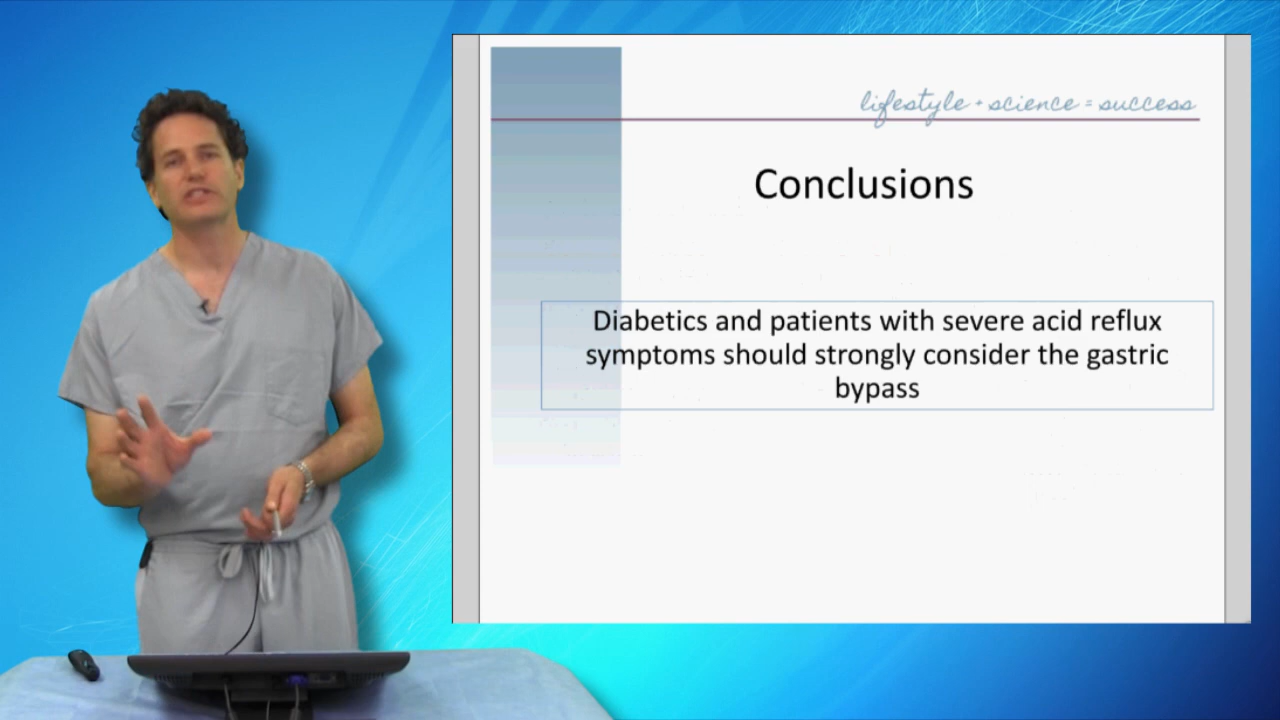 lifestyle + science = success
Conclusions
Diabetics and patients with severe acid reflux
symptoms should strongly consider the gastric
bypass